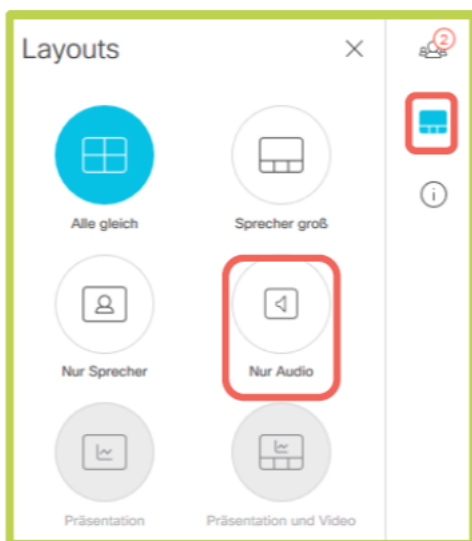 Layouts
2
Alle gleich
Sprecher groß
Nur Sprecher
Nur Audio
Präsentation
Präsentation und Video